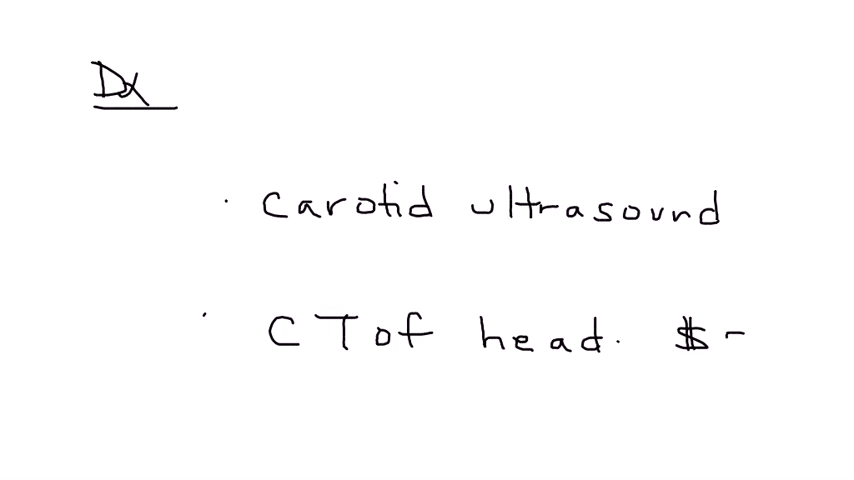 Dx
· Carotid ultrasound
· CT of head. $ -